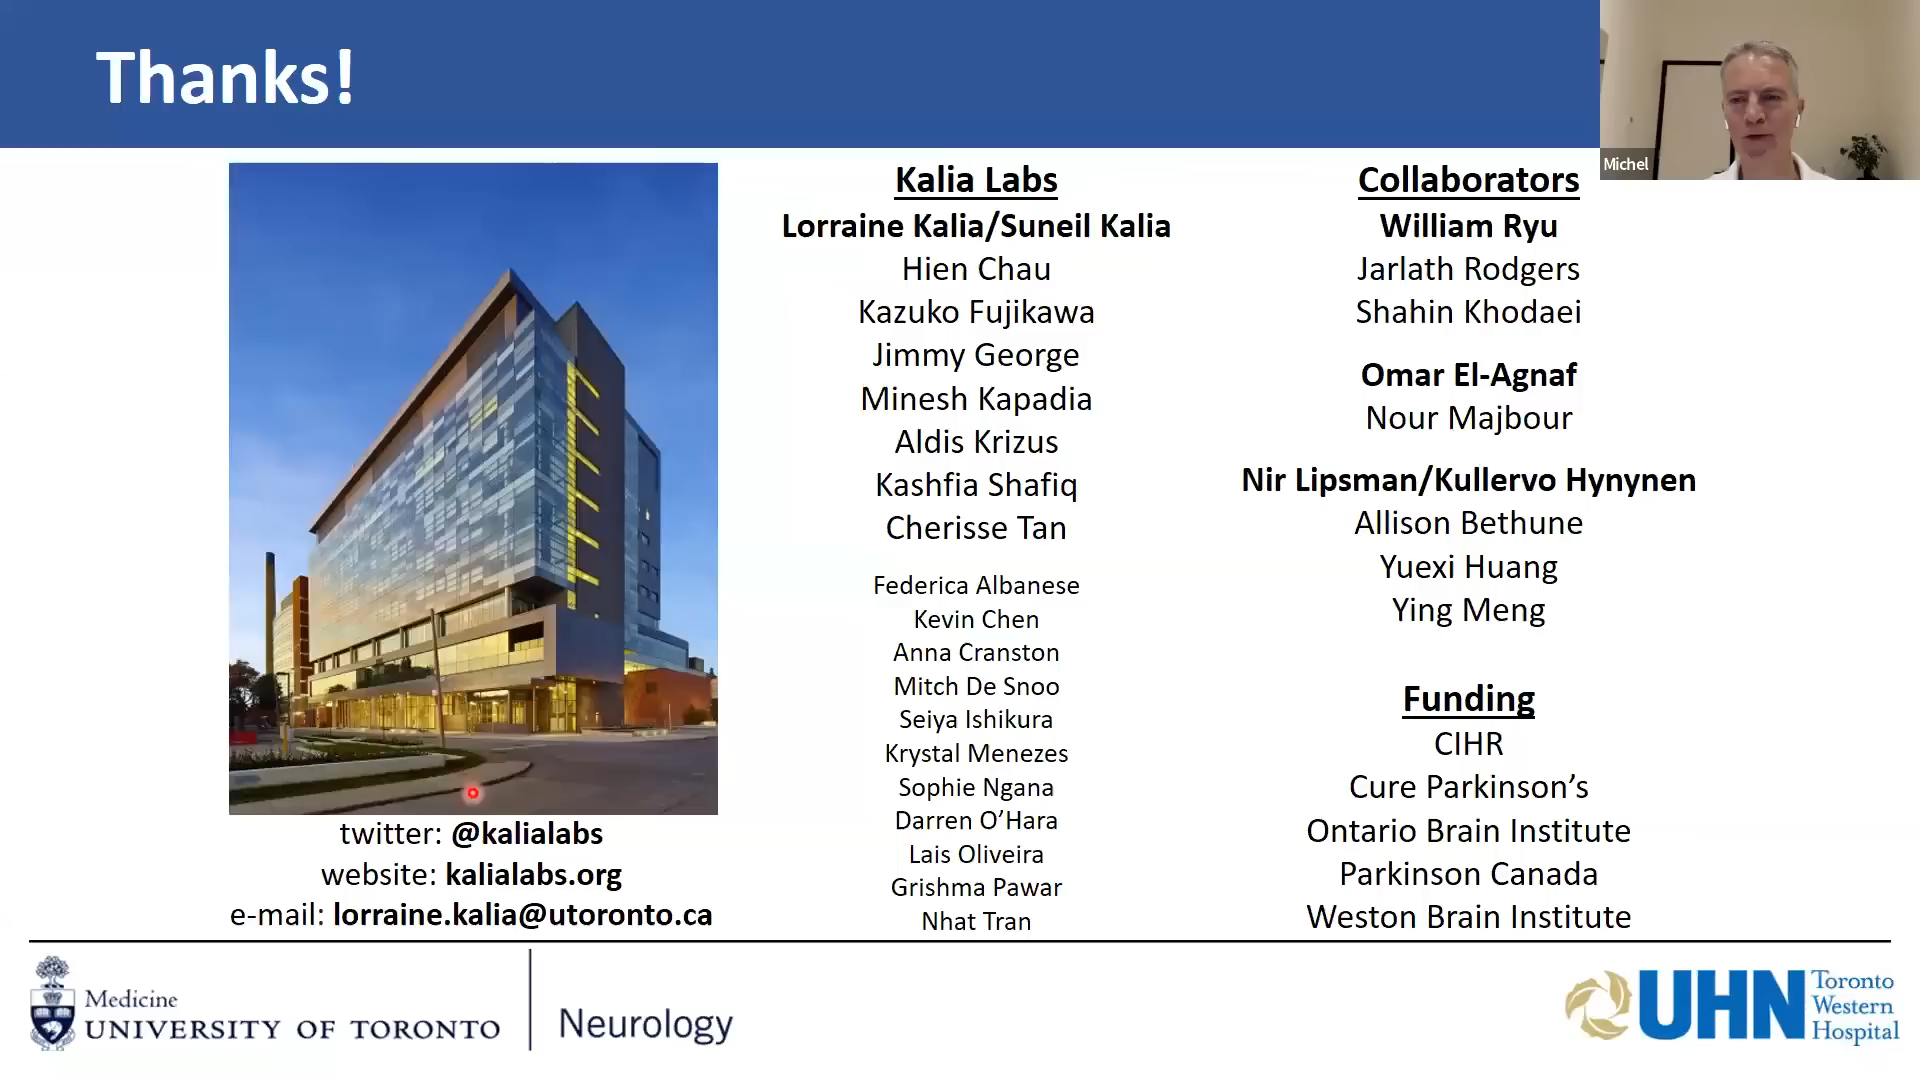 Thanks!
Michel
Kalia Labs
Lorraine Kalia/Suneil Kalia
Hien Chau
Kazuko Fujikawa
Jimmy George
Minesh Kapadia
Aldis Krizus
Kashfia Shafiq
Cherisse Tan
Federica Albanese
Kevin Chen
Anna Cranston
Mitch De Snoo
Seiya Ishikura
Krystal Menezes
Sophie Ngana
Darren O’Hara
Lais Oliveira
Grishma Pawar
Nhat Tran
Collaborators
William Ryu
Jarlath Rodgers
Shahin Khodaei
Omar El-Agnaf
Nour Majbour
Nir Lipsman/Kullervo Hynynen
Allison Bethune
Yuexi Huang
Ying Meng
Funding
CIHR
Cure Parkinson’s
Ontario Brain Institute
Parkinson Canada
Weston Brain Institute
twitter: @kalialabs
website: kalialabs.org
e-mail: lorraine.kalia@utoronto.ca
Medicine
UNIVERSITY OF TORONTO
Neurology
UHN
Toronto
Western
Hospital